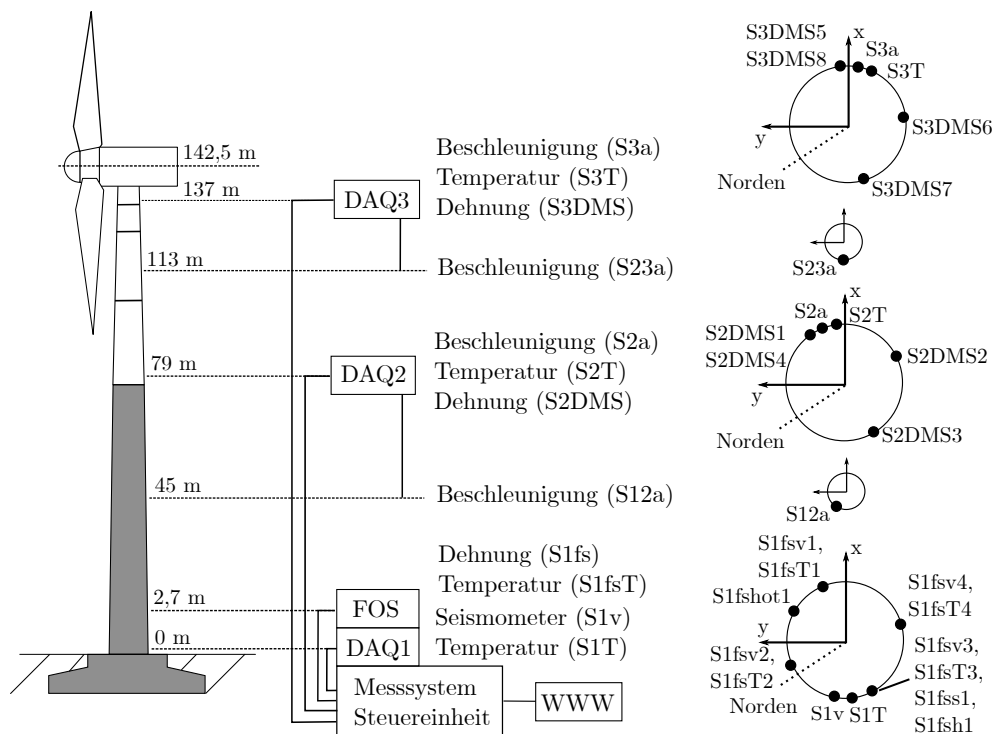 142,5 m
137 m
113 m
79 m
45 m
2,7 m
0 m
DAQ3
DAQ2
FOS
DAQ1
Messsystem
Steuereinheit
WWW
Beschleunigung (S3a)
Temperatur (S3T)
Dehnung (S3DMS)
Beschleunigung (S23a)
Beschleunigung (S2a)
Temperatur (S2T)
Dehnung (S2DMS)
Beschleunigung (S12a)
Dehnung (S1fs)
Temperatur (S1fsT)
Seismometer (S1v)
Temperatur (S1T)
S3DMS5
S3DMS8
x
S3a
S3T
S3DMS6
y
Norden
S3DMS7
S23a
x
S2a
S2T
S2DMS1
S2DMS4
S2DMS2
y
Norden
S2DMS3
S12a
S1fsv1,
S1fsT1
x
S1fshot1
S1fsv4,
S1fsT4
y
S1fsv2,
S1fsT2
Norden
S1v
S1T
S1fsv3,
S1fsT3,
S1fss1,
S1fsh1